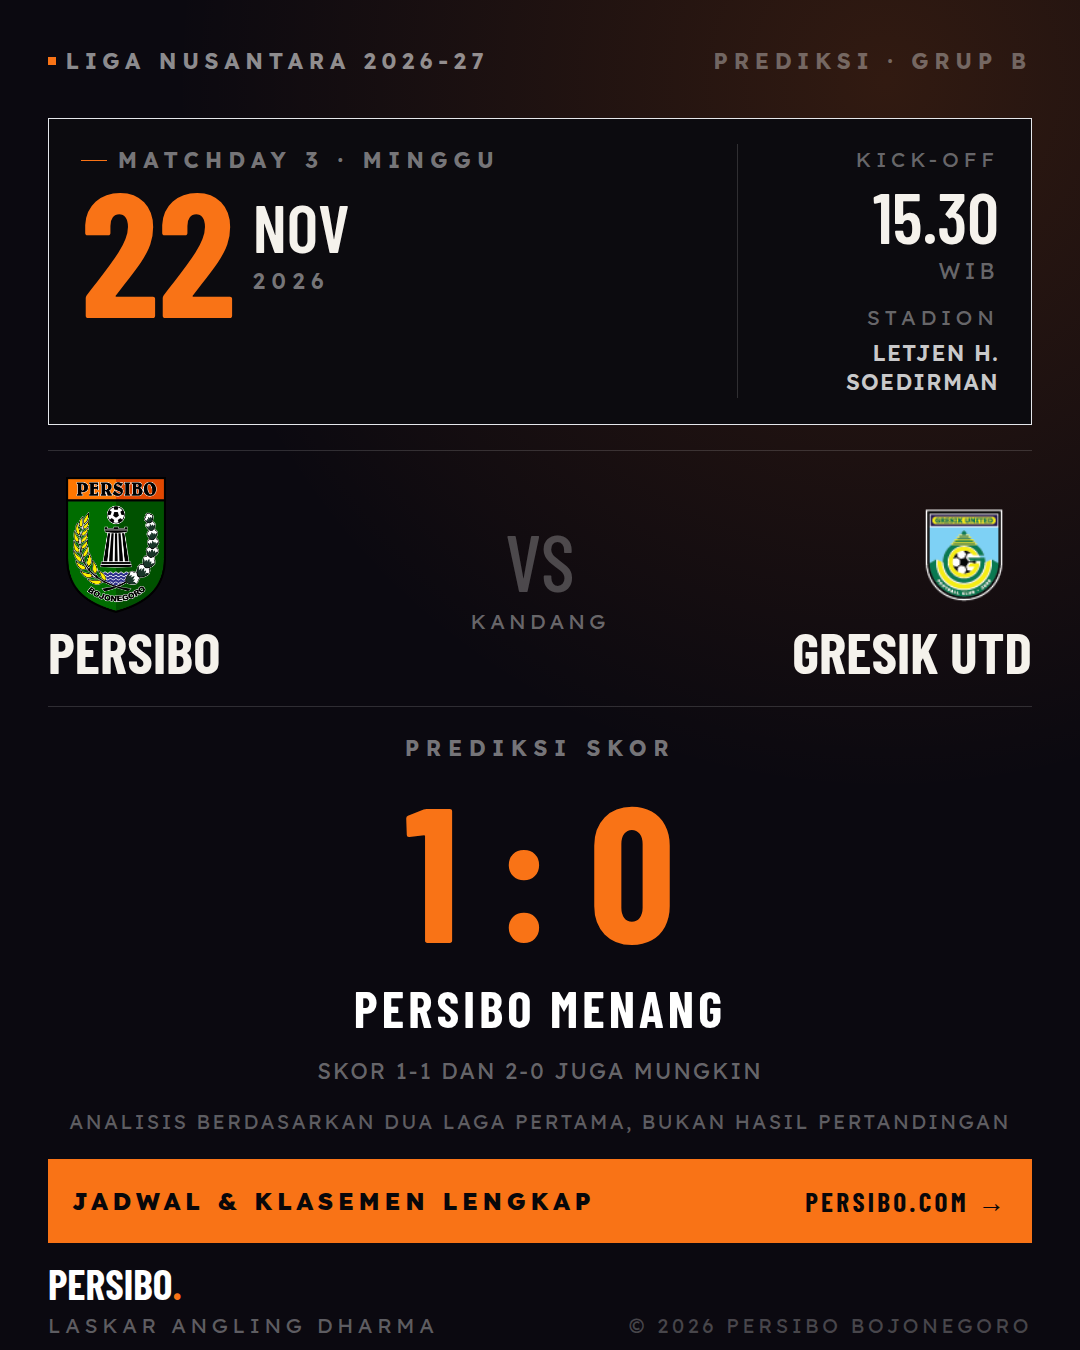 LIGA NUSANTARA 2026-27
PREDIKSI · GRUP B
MATCHDAY 3 · MINGGU
22
NOV
2026
KICK-OFF
15.30
WIB
STADION
LETJEN H.
SOEDIRMAN
PERSIBO
BOJONEGORO
PERSIBO
VS
KANDANG
GRESIK UNITED
GRESIK UTD
PREDIKSI SKOR
1 : 0
PERSIBO MENANG
SKOR 1-1 DAN 2-0 JUGA MUNGKIN
ANALISIS BERDASARKAN DUA LAGA PERTAMA, BUKAN HASIL PERTANDINGAN
JADWAL & KLASEMEN LENGKAP
PERSIBO.COM →
PERSIBO.
LASKAR ANGLING DHARMA
© 2026 PERSIBO BOJONEGORO